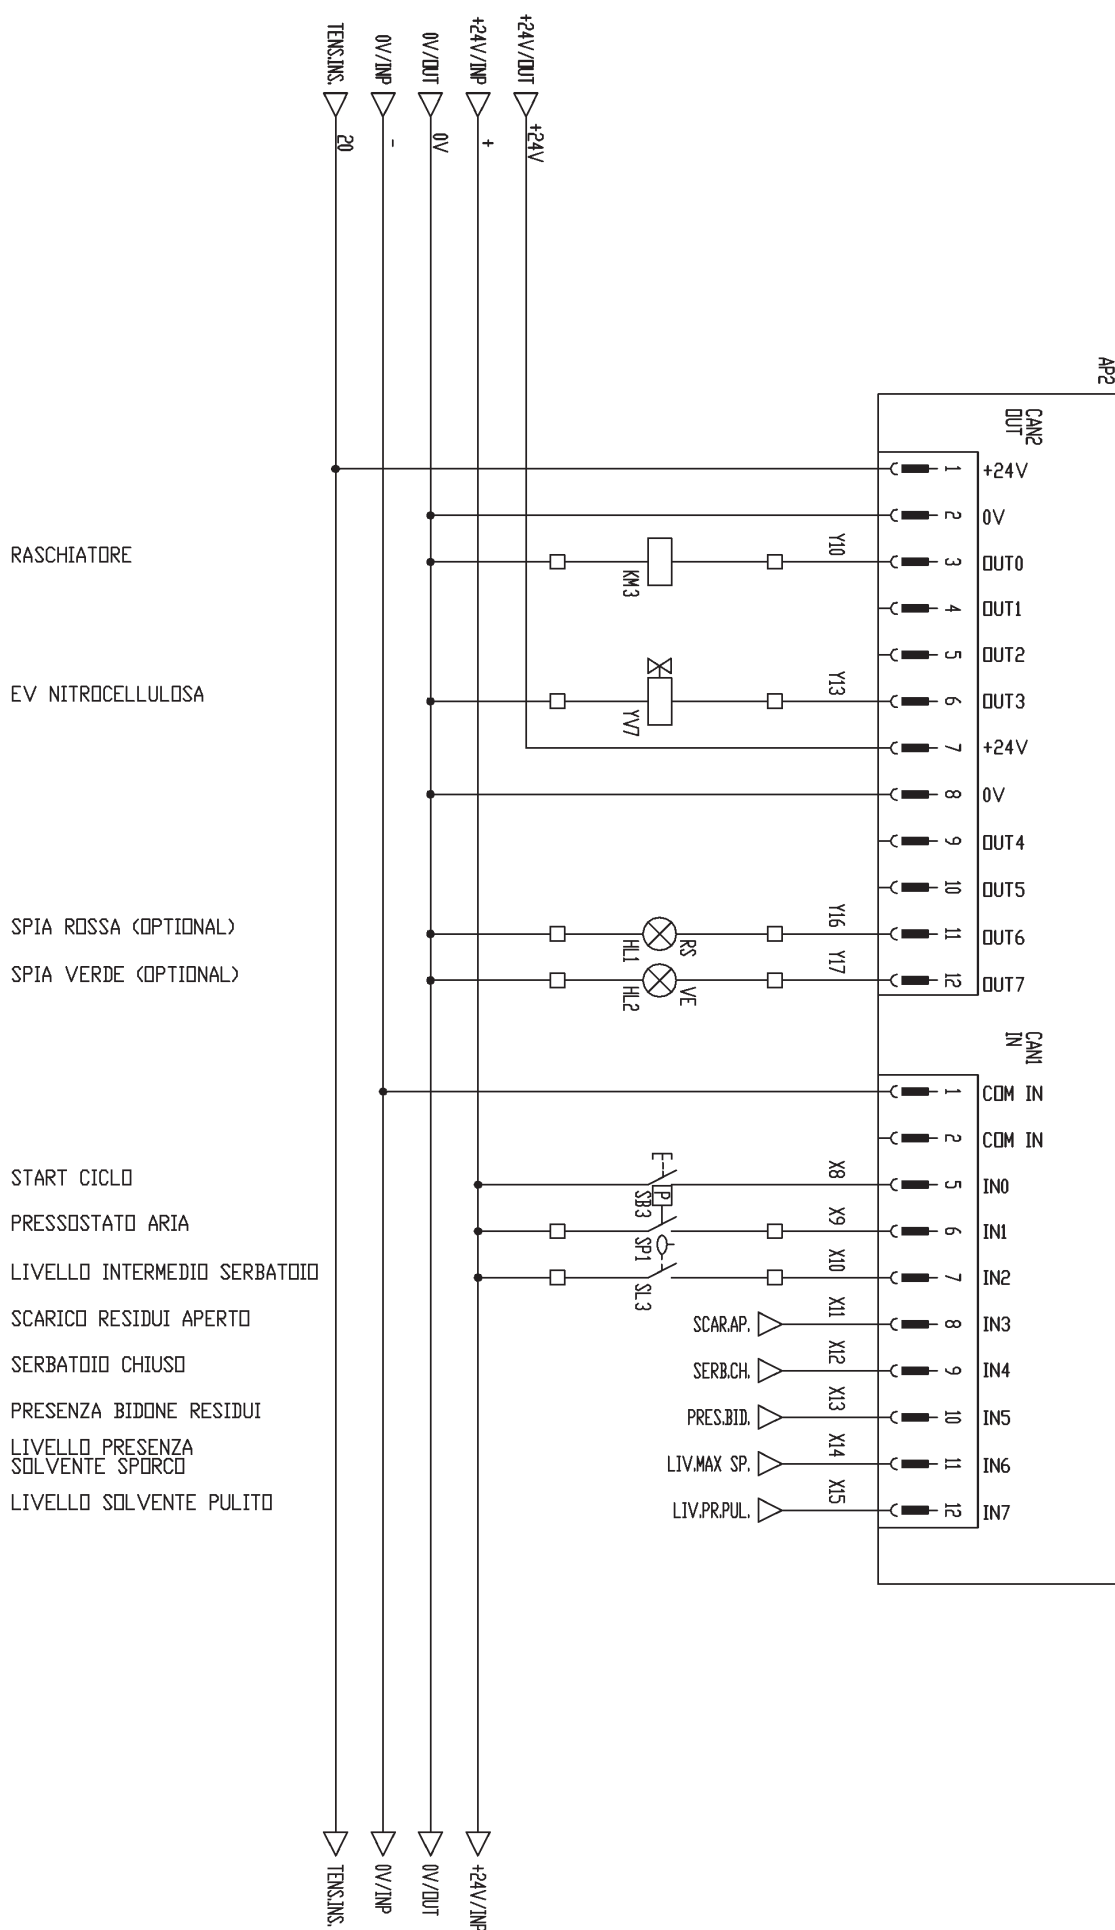 TENS.INS.
0V/INP
0V/OUT
+24V/INP
+24V/OUT
20
-
0V
+
+24V
AP2
CAN2
OUT
1 +24V
2 0V
RASCHIATORE
KM3
Y10
3 OUT0
4 OUT1
5 OUT2
EV NITROCELLULOSA
YV7
Y13
6 OUT3
7 +24V
8 0V
9 OUT4
10 OUT5
SPIA ROSSA (OPTIONAL)
HL1
RS
Y16
11 OUT6
SPIA VERDE (OPTIONAL)
HL2
VE
Y17
12 OUT7
CAN1
IN
1 COM IN
2 COM IN
START CICLO
SB3
X8
5 IN0
PRESSOSTATO ARIA
P
SP1
X9
6 IN1
LIVELLO INTERMEDIO SERBATOIO
SL3
X10
7 IN2
SCARICO RESIDUI APERTO
SCAR.AP.
X11
8 IN3
SERBATOIO CHIUSO
SERB.CH.
X12
9 IN4
PRESENZA BIDONE RESIDUI
PRES.BID.
X13
10 IN5
LIVELLO PRESENZA
SOLVENTE SPORCO
LIV.MAX SP.
X14
11 IN6
LIVELLO SOLVENTE PULITO
LIV.PR.PUL.
X15
12 IN7
TENS.INS.
0V/INP
0V/OUT
+24V/INP